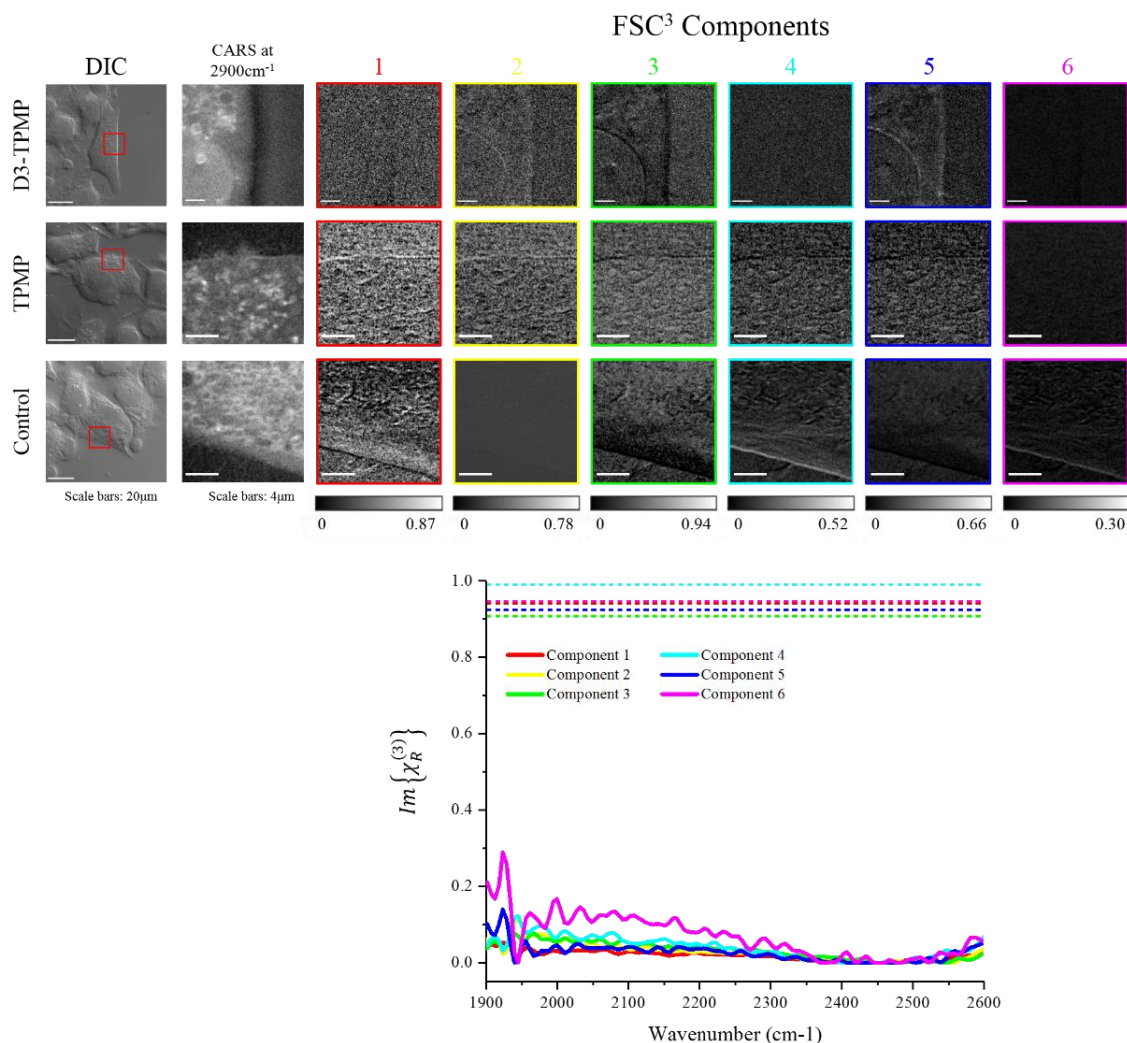 FSC³ Components
DIC
CARS at
2900cm⁻¹
1
2
3
4
5
6
D3-TPMP
TPMP
Control
Scale bars: 20μm
Scale bars: 4μm
0 0.87
0 0.78
0 0.94
0 0.52
0 0.66
0 0.30
1.0
0.8
0.6
0.4
0.2
0.0
Component 1
Component 2
Component 3
Component 4
Component 5
Component 6
Im{χ_R^(3)}
1900 2000 2100 2200 2300 2400 2500 2600
Wavenumber (cm-1)